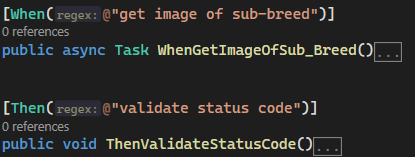 [When(regex:@"get image of sub-breed")]
0 references
public async Task WhenGetImageOfSub_Breed()...
[Then(regex:@"validate status code")]
0 references
public void ThenValidateStatusCode()...